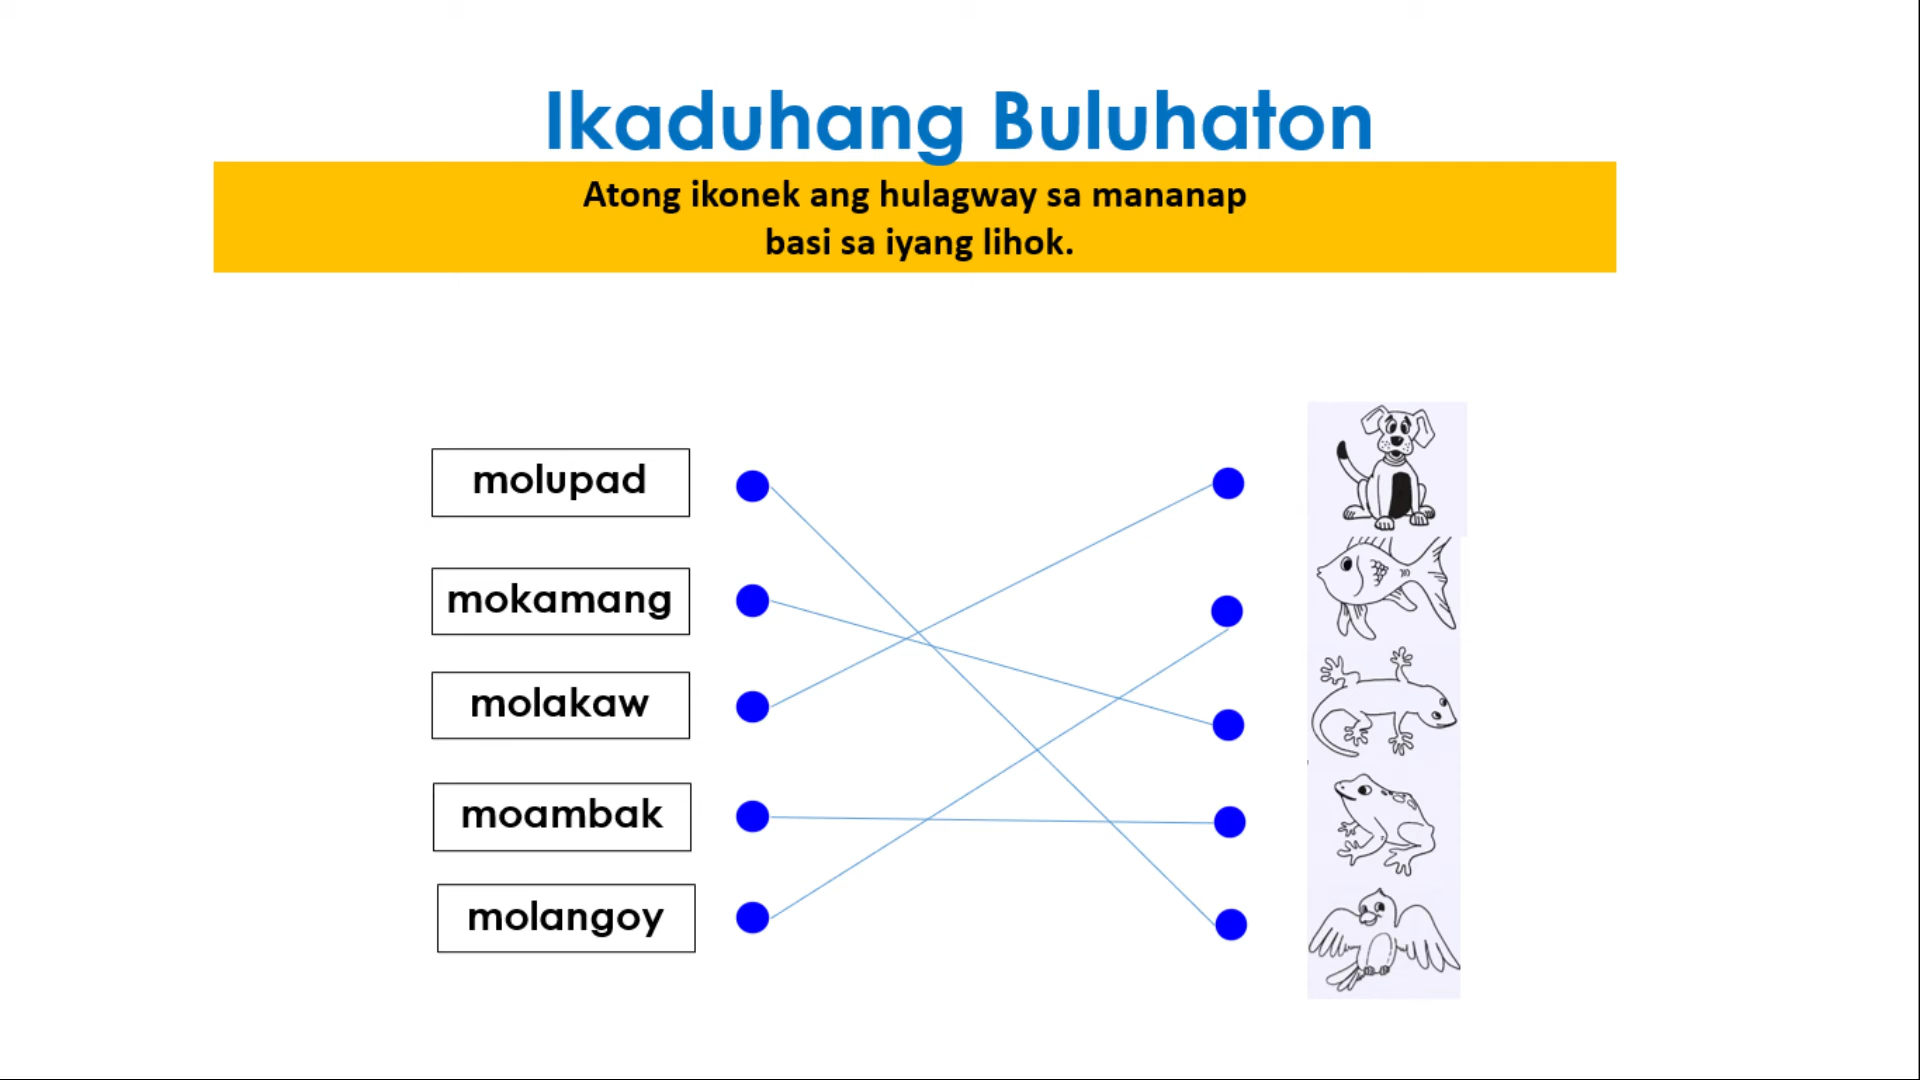 Ikaduhang Buluhaton
Atong ikonek ang hulagway sa mananap
basi sa iyang lihok.
molupad
mokamang
molakaw
moambak
molangoy